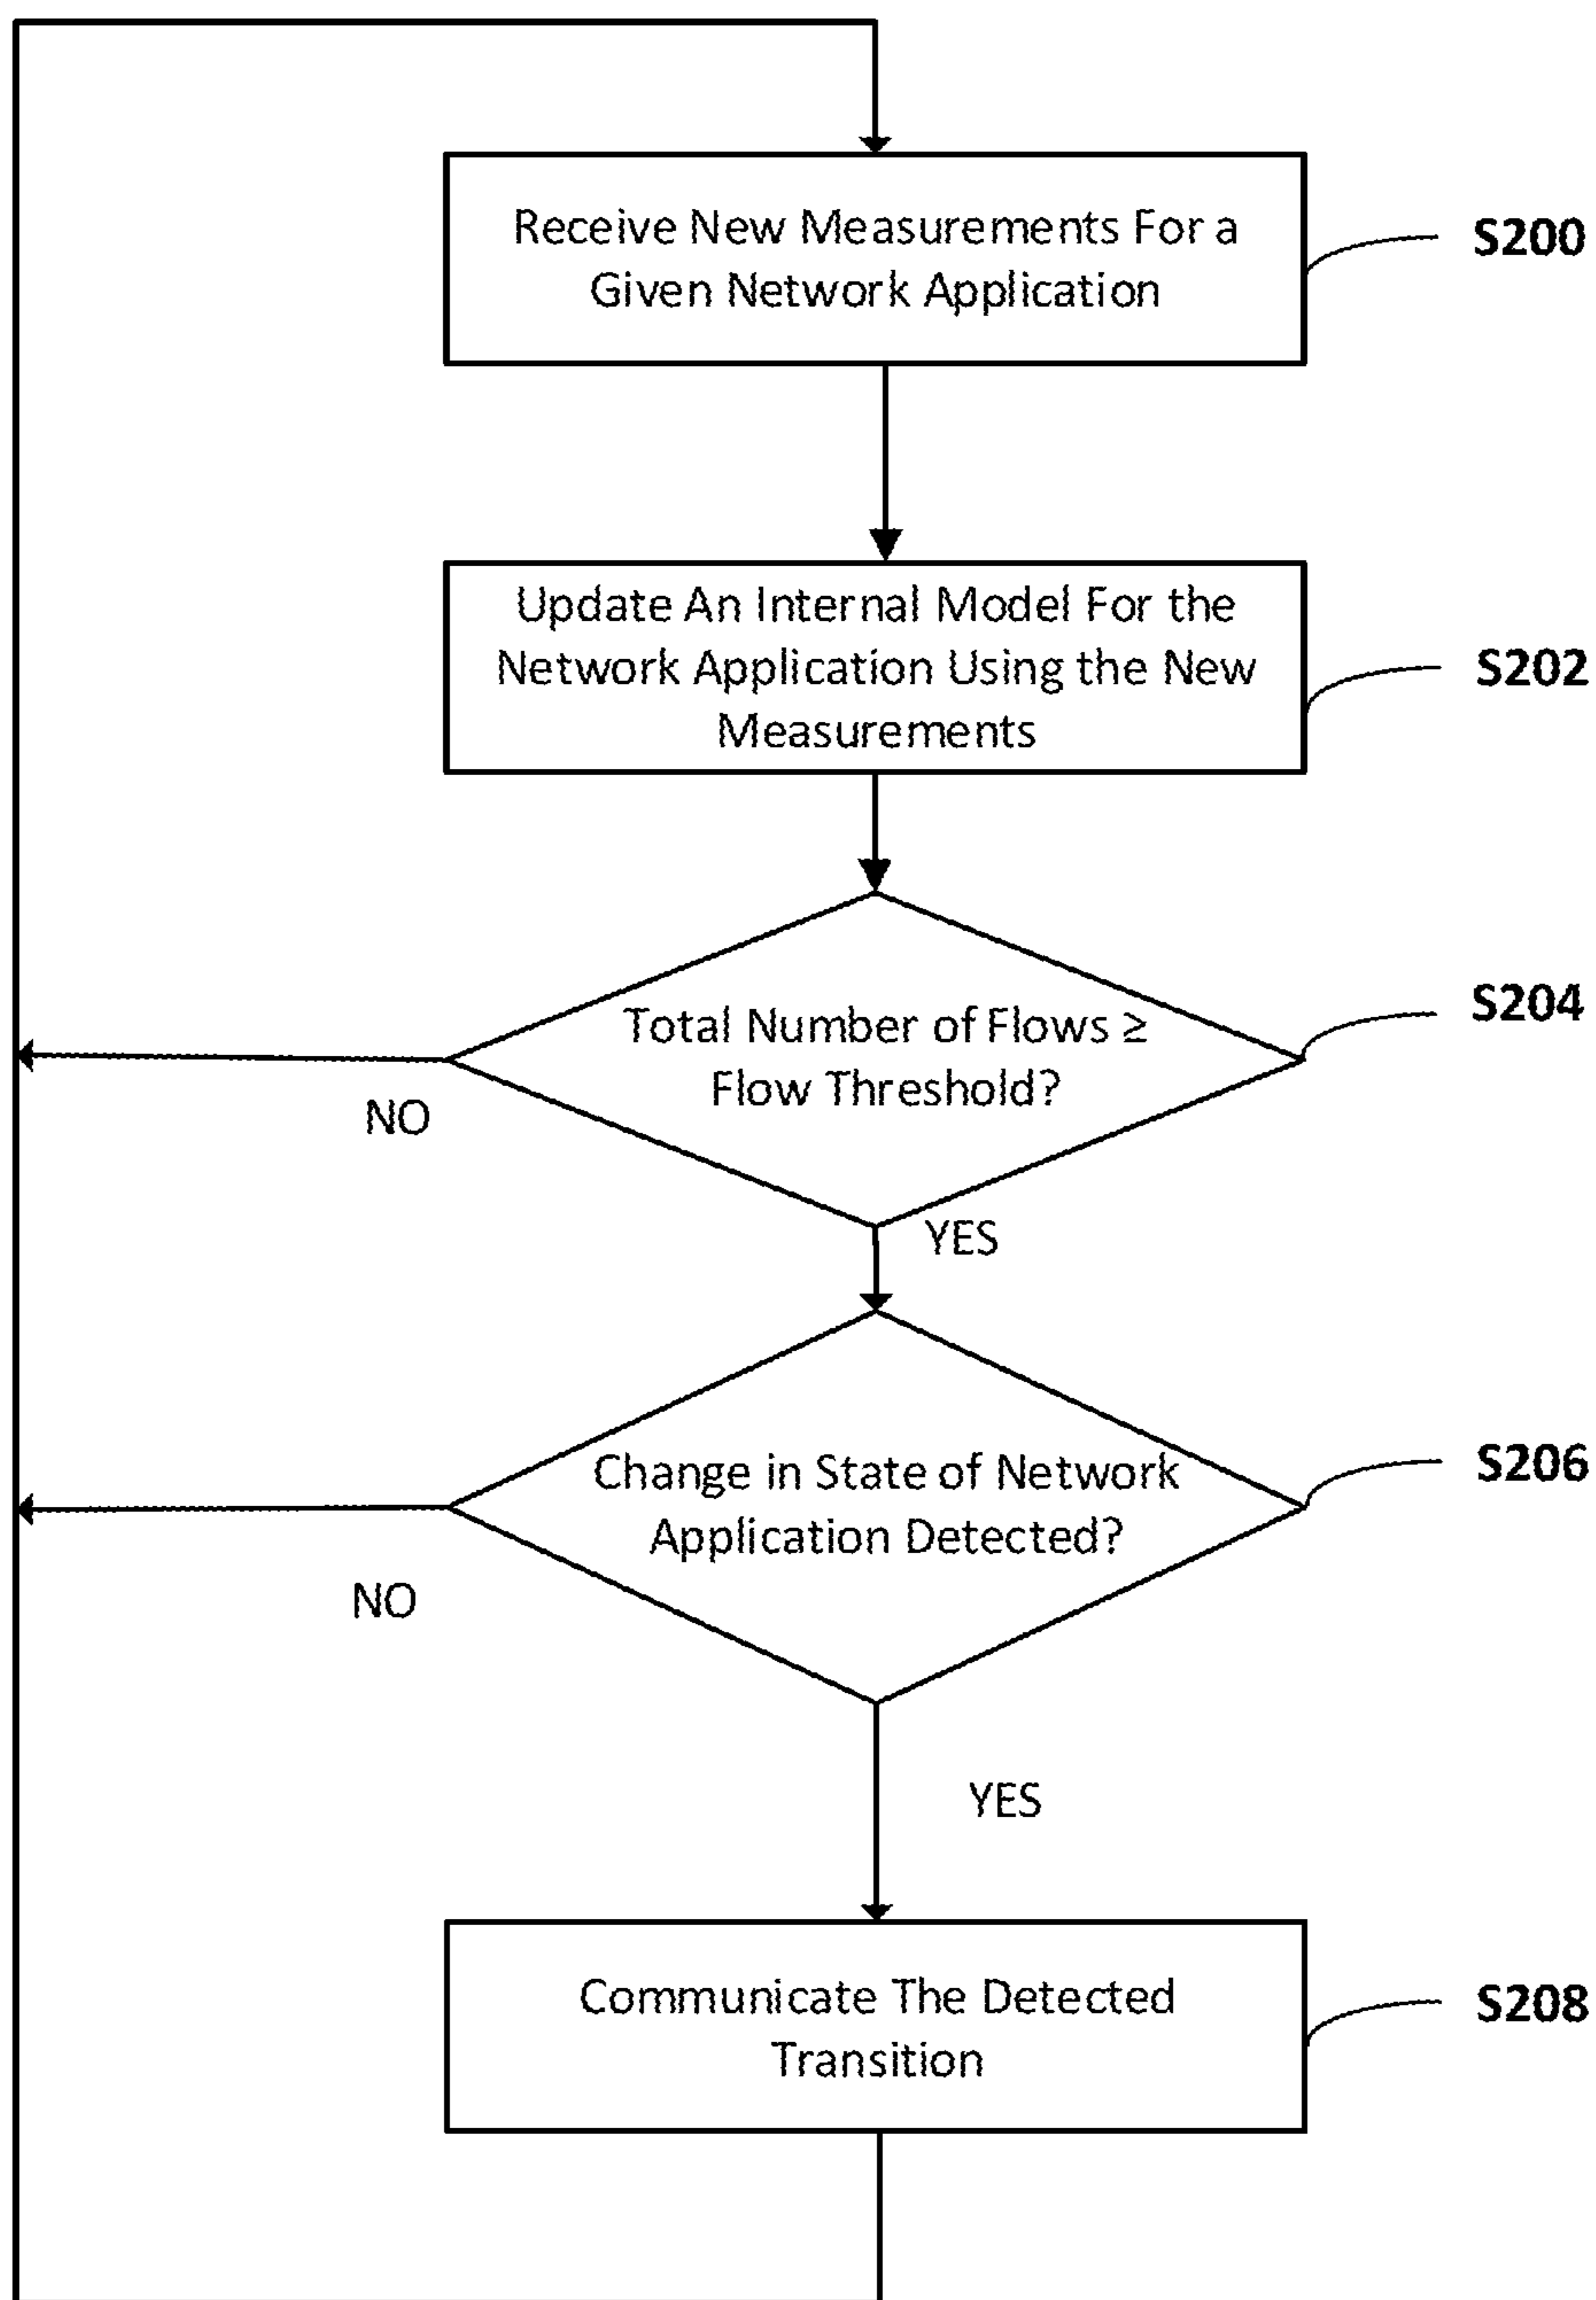 Receive New Measurements For a
Given Network Application
S200
Update An Internal Model For the
Network Application Using the New
Measurements
S202
Total Number of Flows ≥
Flow Threshold?
S204
NO
YES
Change in State of Network
Application Detected?
S206
NO
YES
Communicate The Detected
Transition
S208